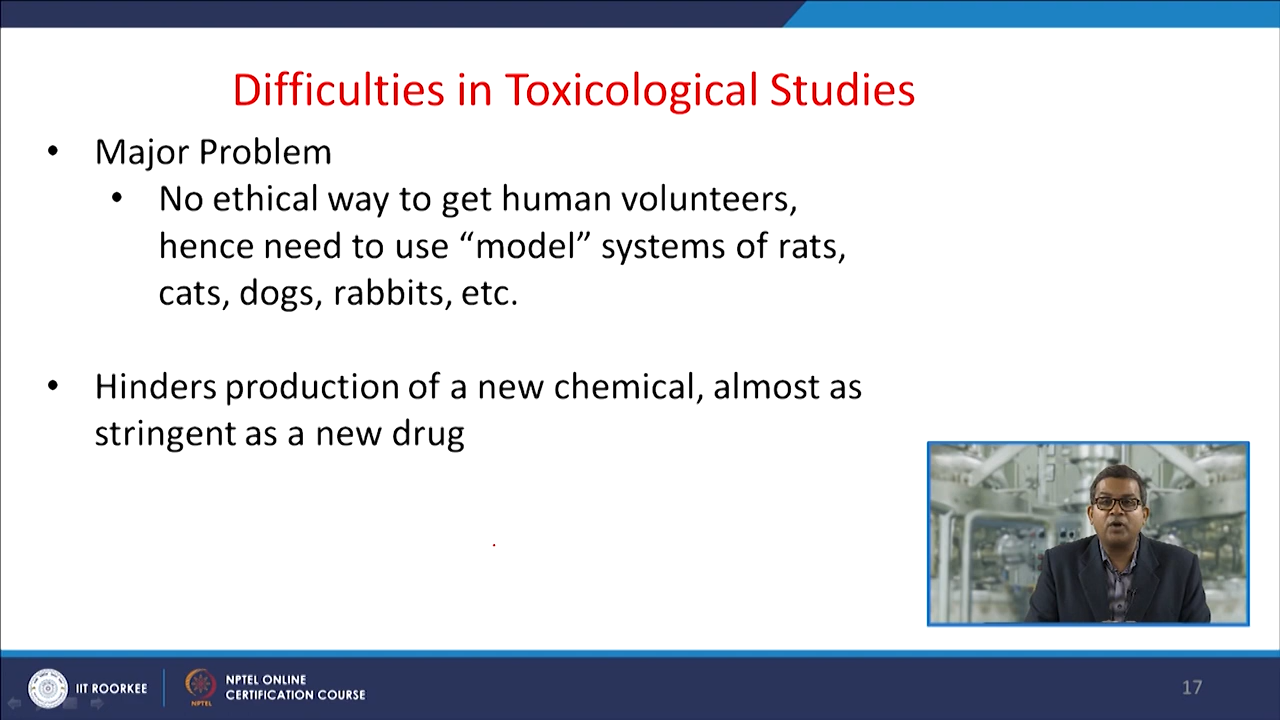 Difficulties in Toxicological Studies
• Major Problem
• No ethical way to get human volunteers,
hence need to use “model” systems of rats,
cats, dogs, rabbits, etc.
• Hinders production of a new chemical, almost as
stringent as a new drug
IIT ROORKEE
NPTEL
NPTEL ONLINE
CERTIFICATION COURSE
17